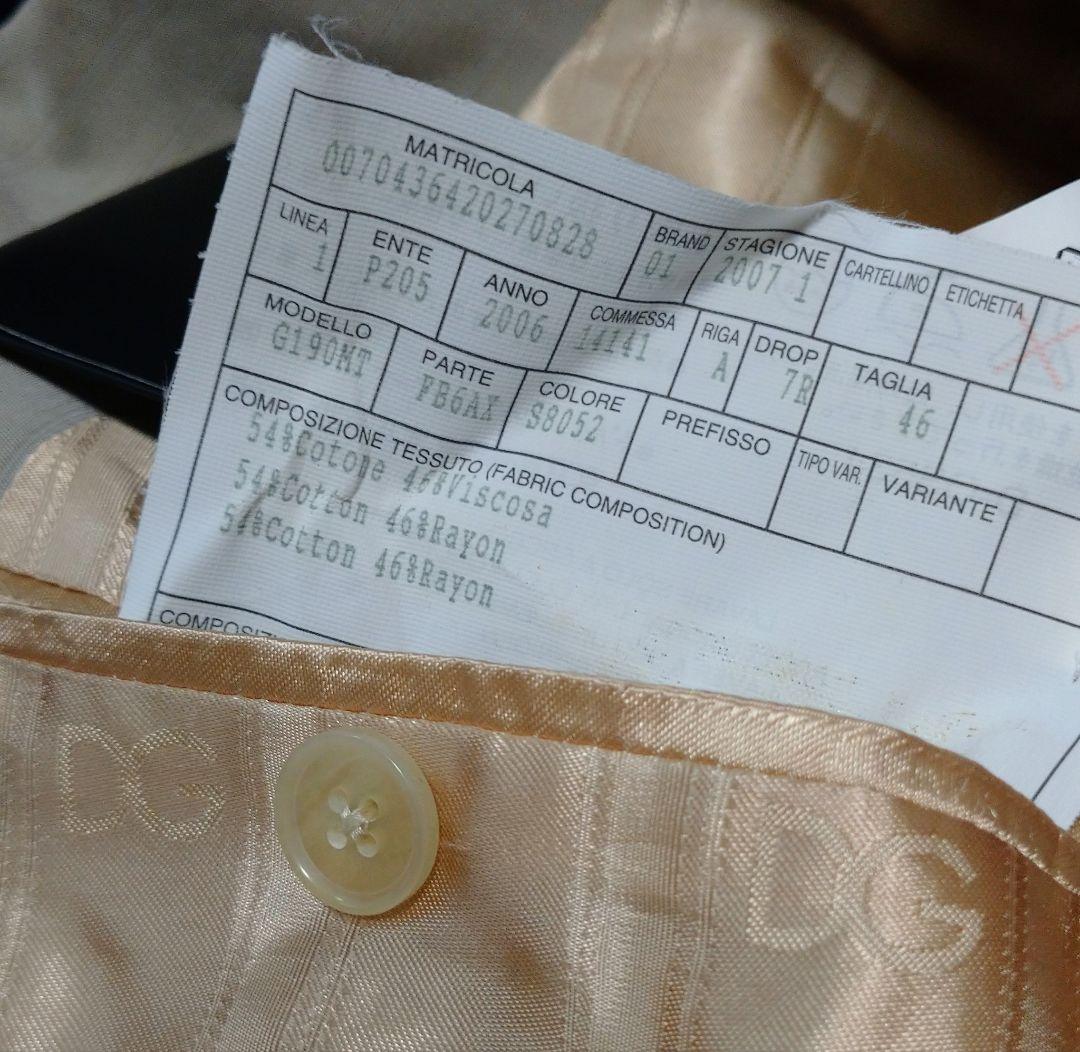 MATRICOLA
007043642027 0828
BRAND STAGIONE CARTELLINO ETICHETTA
01 2007 1
LINEA ENTE ANNO COMMESSA RIGA DROP TAGLIA
1 P205 2006 14141 A 7R 46
MODELLO PARTE COLORE PREFISSO TIPO VAR. VARIANTE
G190MT FB6AX S8052
COMPOSIZIONE TESSUTO (FABRIC COMPOSITION)
54%Cotone 46%Viscosa
54%Cotton 46%Rayon
54%Cotton 46%Rayon
DG
DG